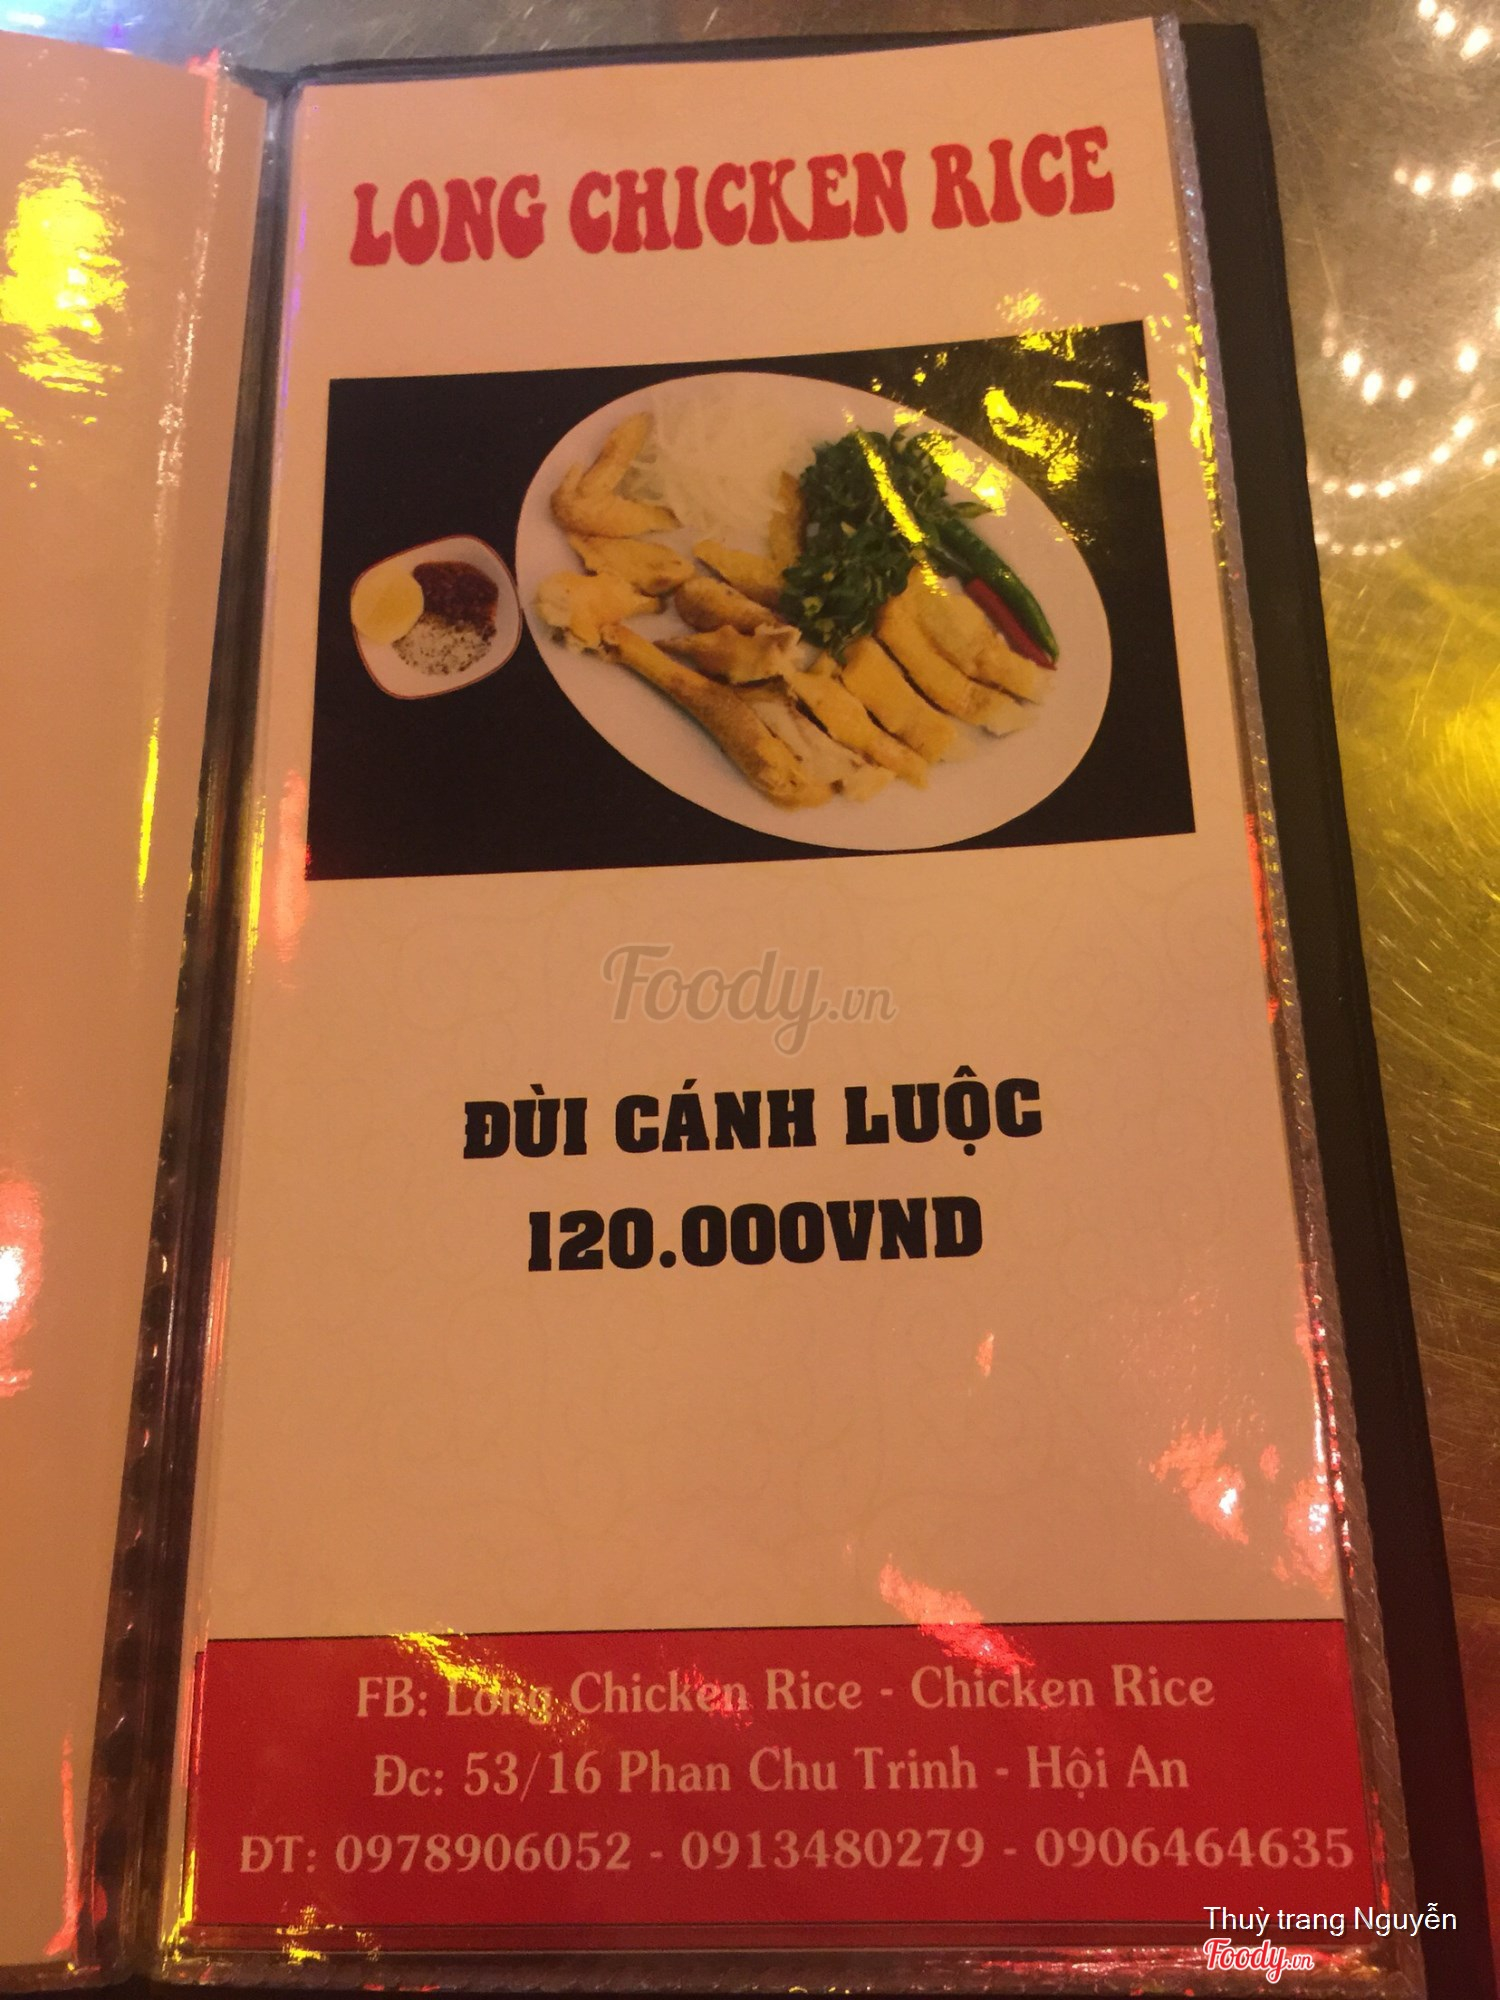 LONG CHICKEN RICE
Foody.vn
ĐÙI CÁNH LUỘC
120.000VND
FB: Long Chicken Rice - Chicken Rice
Đc: 53/16 Phan Chu Trinh - Hội An
ĐT: 0978906052 - 0913480279 - 0906464635
Thuỳ trang Nguyễn
Foody.vn